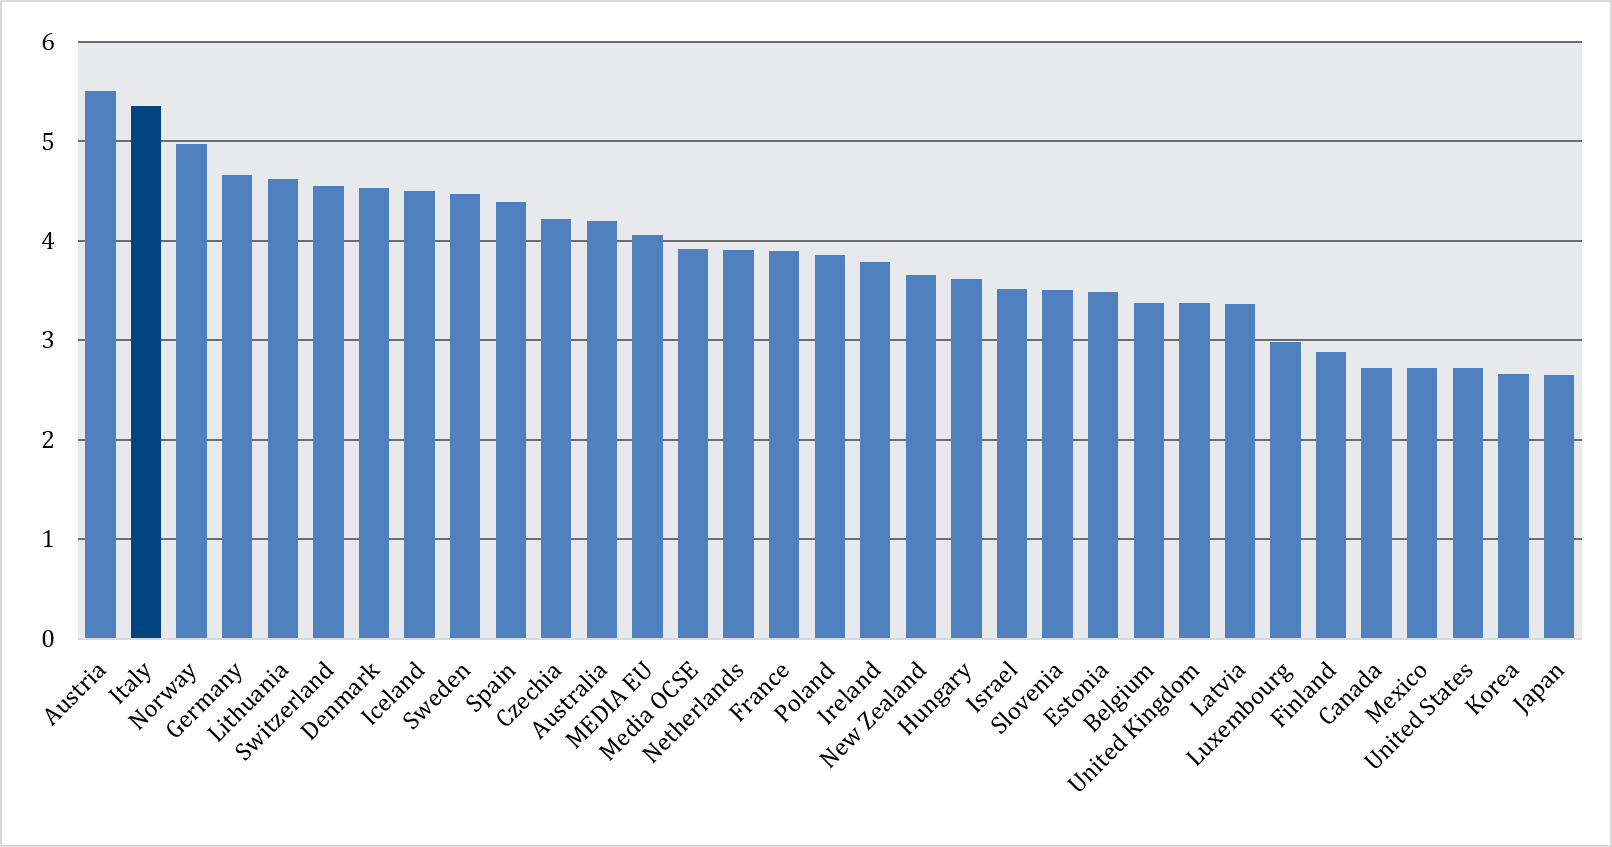 6
5
4
3
2
1
0
Austria
Italy
Norway
Germany
Lithuania
Switzerland
Denmark
Iceland
Sweden
Spain
Czechia
Australia
MEDIA EU
Media OCSE
Netherlands
France
Poland
Ireland
New Zealand
Hungary
Israel
Slovenia
Estonia
Belgium
United Kingdom
Latvia
Luxembourg
Finland
Canada
Mexico
United States
Korea
Japan